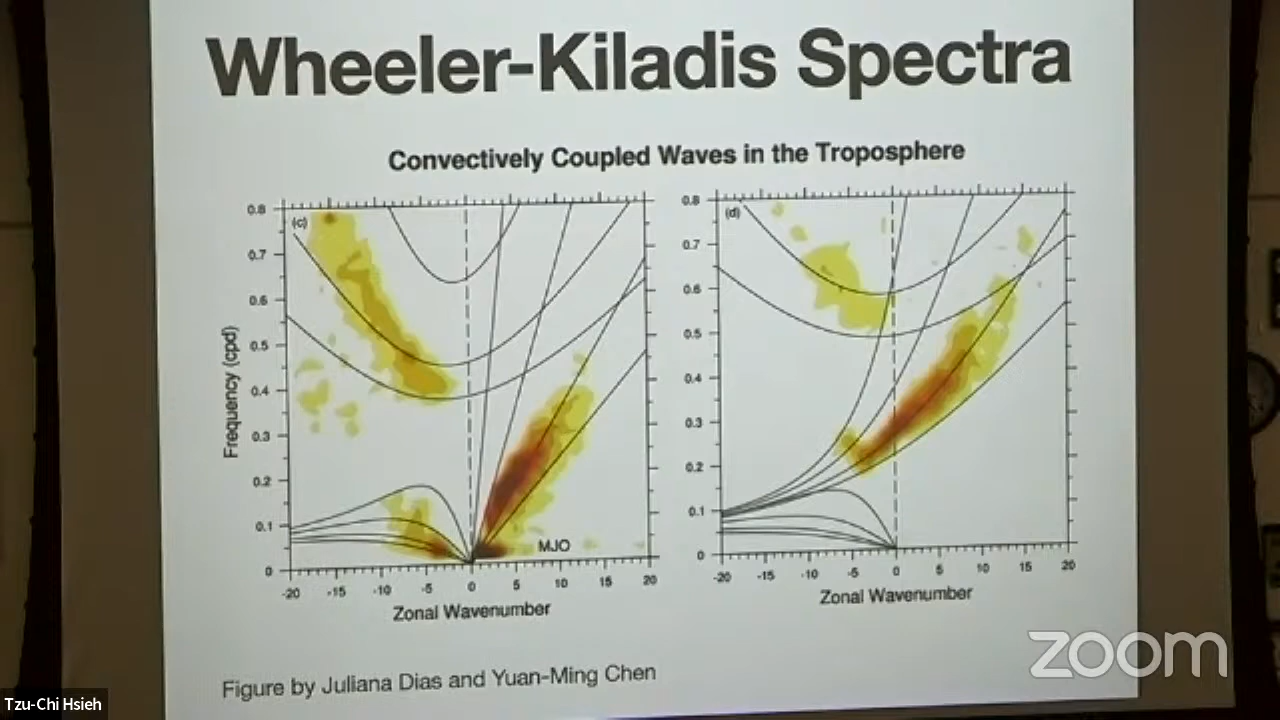 Wheeler-Kiladis Spectra
Convectively Coupled Waves in the Troposphere
(c)
0.8
0.7
0.6
0.5
0.4
0.3
0.2
0.1
0
Frequency (cpd)
MJO
-20 -15 -10 -5 0 5 10 15 20
Zonal Wavenumber
(d)
0.8
0.7
0.6
0.5
0.4
0.3
0.2
0.1
0
-20 -15 -10 -5 0 5 10 15 20
Zonal Wavenumber
Figure by Juliana Dias and Yuan-Ming Chen
zoom
Tzu-Chi Hsieh